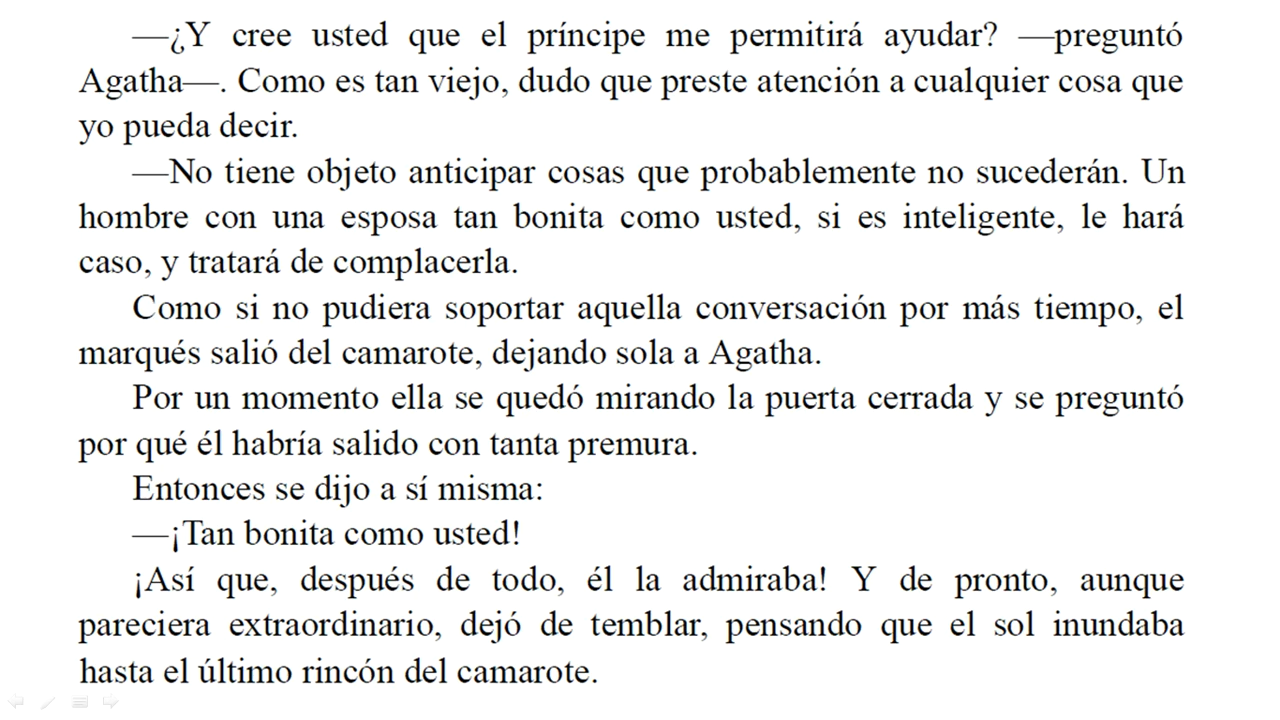 —¿Y cree usted que el príncipe me permitirá ayudar? —preguntó
Agatha—. Como es tan viejo, dudo que preste atención a cualquier cosa que
yo pueda decir.
—No tiene objeto anticipar cosas que probablemente no sucederán. Un
hombre con una esposa tan bonita como usted, si es inteligente, le hará
caso, y tratará de complacerla.
Como si no pudiera soportar aquella conversación por más tiempo, el
marqués salió del camarote, dejando sola a Agatha.
Por un momento ella se quedó mirando la puerta cerrada y se preguntó
por qué él habría salido con tanta premura.
Entonces se dijo a sí misma:
—¡Tan bonita como usted!
¡Así que, después de todo, él la admiraba! Y de pronto, aunque
pareciera extraordinario, dejó de temblar, pensando que el sol inundaba
hasta el último rincón del camarote.